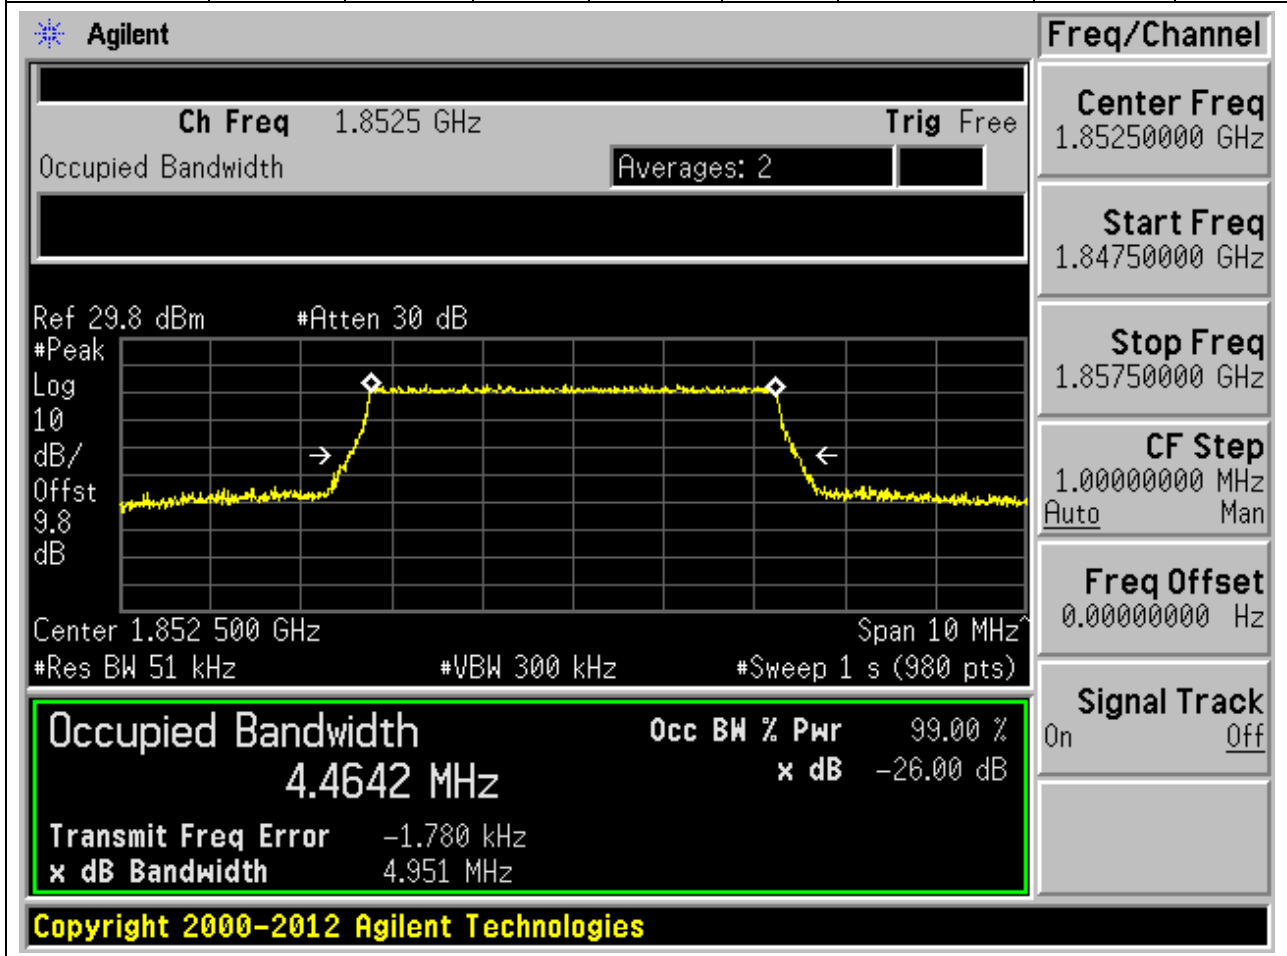 Agilent
Freq/Channel
Ch Freq 1.8525 GHz Trig Free
Occupied Bandwidth Averages: 2
Center Freq
1.85250000 GHz
Start Freq
1.84750000 GHz
Stop Freq
1.85750000 GHz
CF Step
1.00000000 MHz
Auto Man
Freq Offset
0.00000000 Hz
Signal Track
On Off
Ref 29.8 dBm #Atten 30 dB
#Peak
Log
10
dB/
Offst
9.8
dB
Center 1.852 500 GHz Span 10 MHz^
#Res BW 51 kHz #VBW 300 kHz #Sweep 1 s (980 pts)
Occupied Bandwidth Occ BW % Pwr 99.00 %
4.4642 MHz x dB -26.00 dB
Transmit Freq Error -1.780 kHz
x dB Bandwidth 4.951 MHz
Copyright 2000-2012 Agilent Technologies